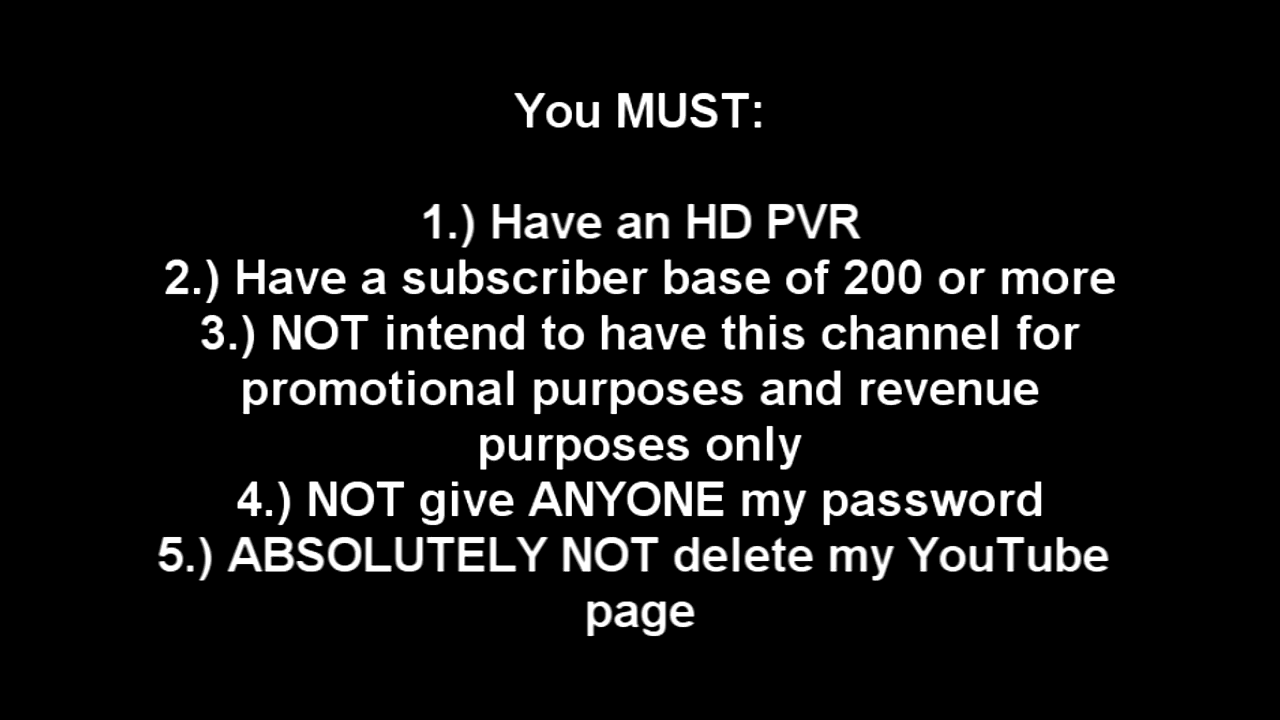 You MUST:
1.) Have an HD PVR
2.) Have a subscriber base of 200 or more
3.) NOT intend to have this channel for
promotional purposes and revenue
purposes only
4.) NOT give ANYONE my password
5.) ABSOLUTELY NOT delete my YouTube
page